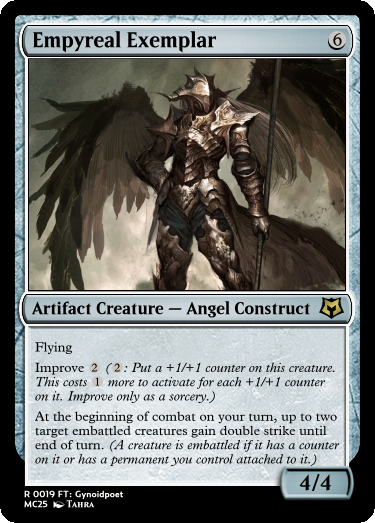 Empyreal Exemplar 6
Artifact Creature — Angel Construct
Flying
Improve 2 (2: Put a +1/+1 counter on this creature.
This costs 1 more to activate for each +1/+1 counter
on it. Improve only as a sorcery.)
At the beginning of combat on your turn, up to two
target embattled creatures gain double strike until
end of turn. (A creature is embattled if it has a counter
on it or has a permanent you control attached to it.)
4/4
R 0019 FT: Gynoidpoet
MC25 Tahra